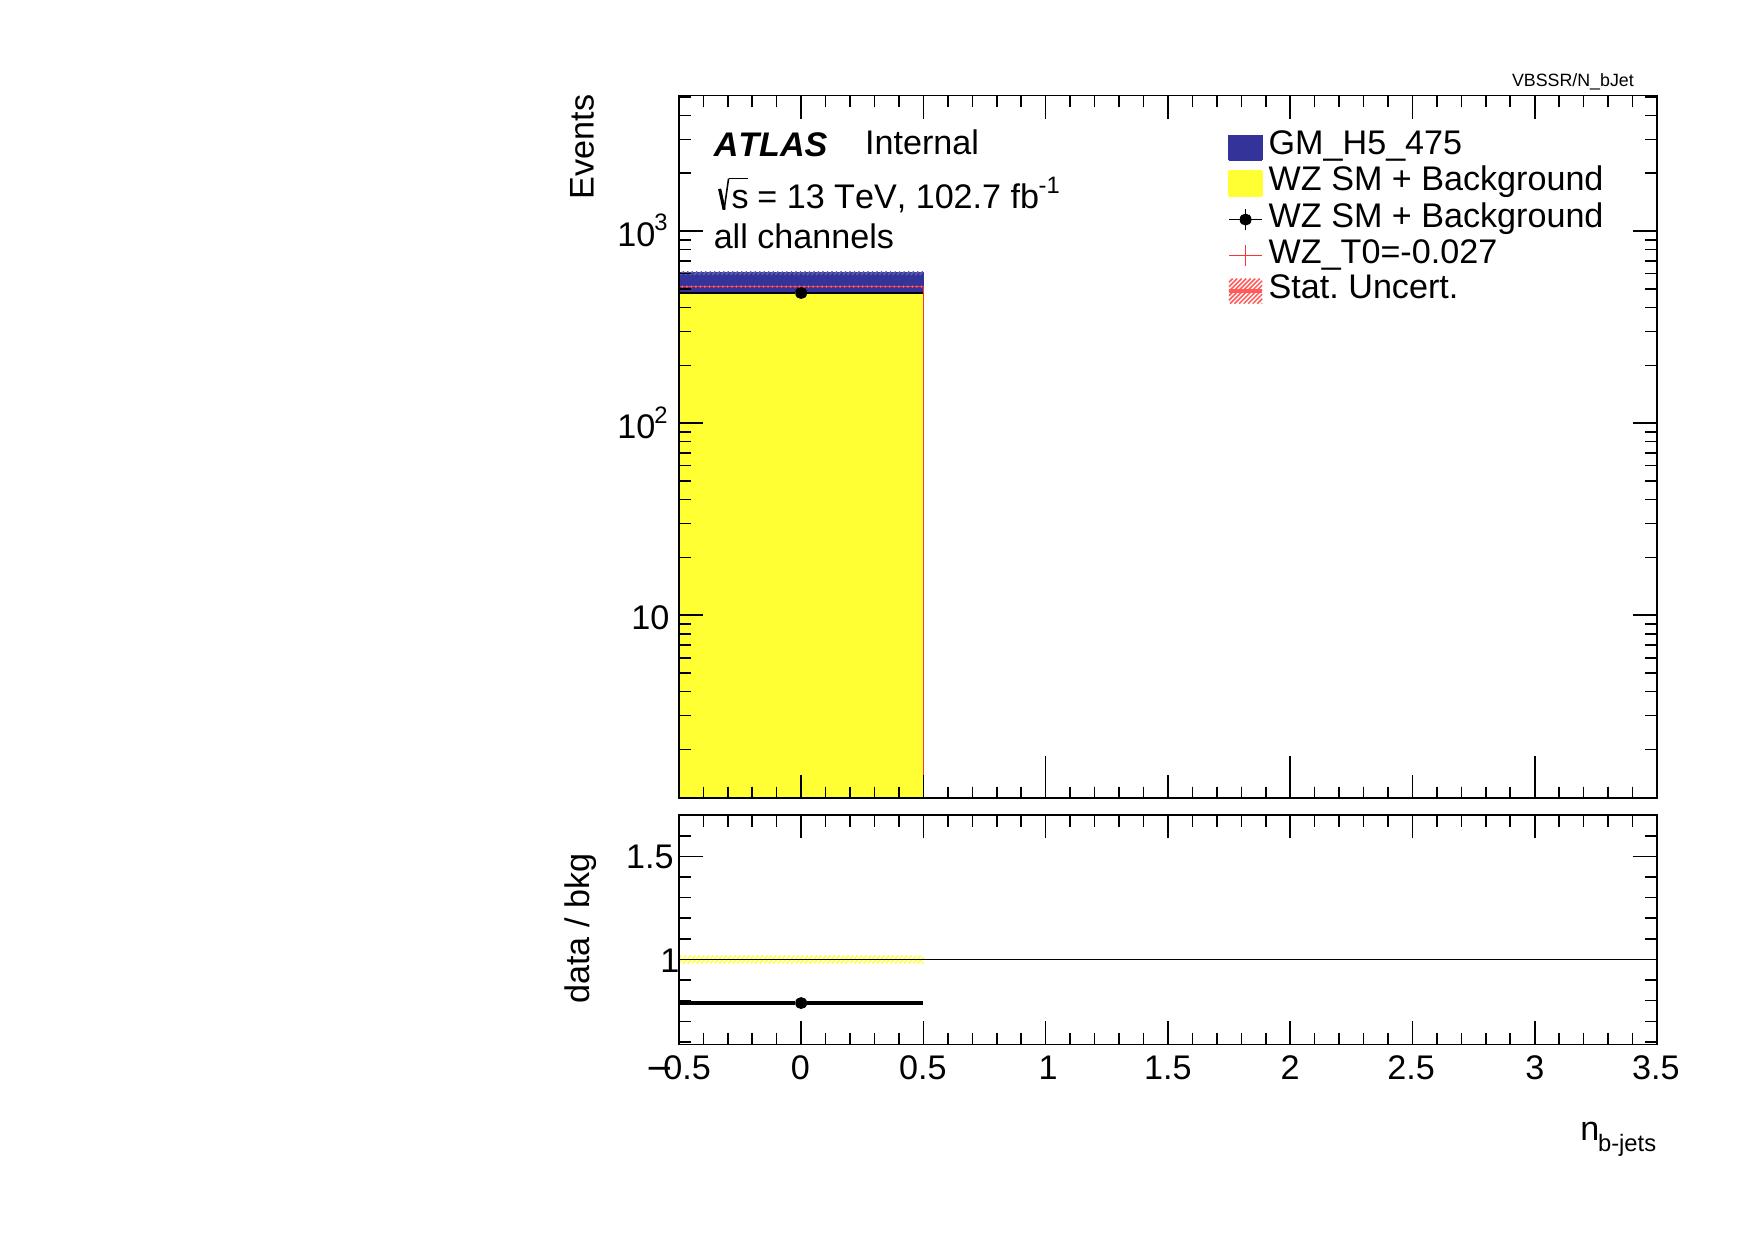 VBSSR/N_bJet
Events
ATLAS Internal
√s = 13 TeV, 102.7 fb-1
all channels
GM_H5_475
WZ SM + Background
WZ SM + Background
WZ_T0=-0.027
Stat. Uncert.
10^3
10^2
10
data / bkg
1.5
1
−0.5 0 0.5 1 1.5 2 2.5 3 3.5
n_b-jets